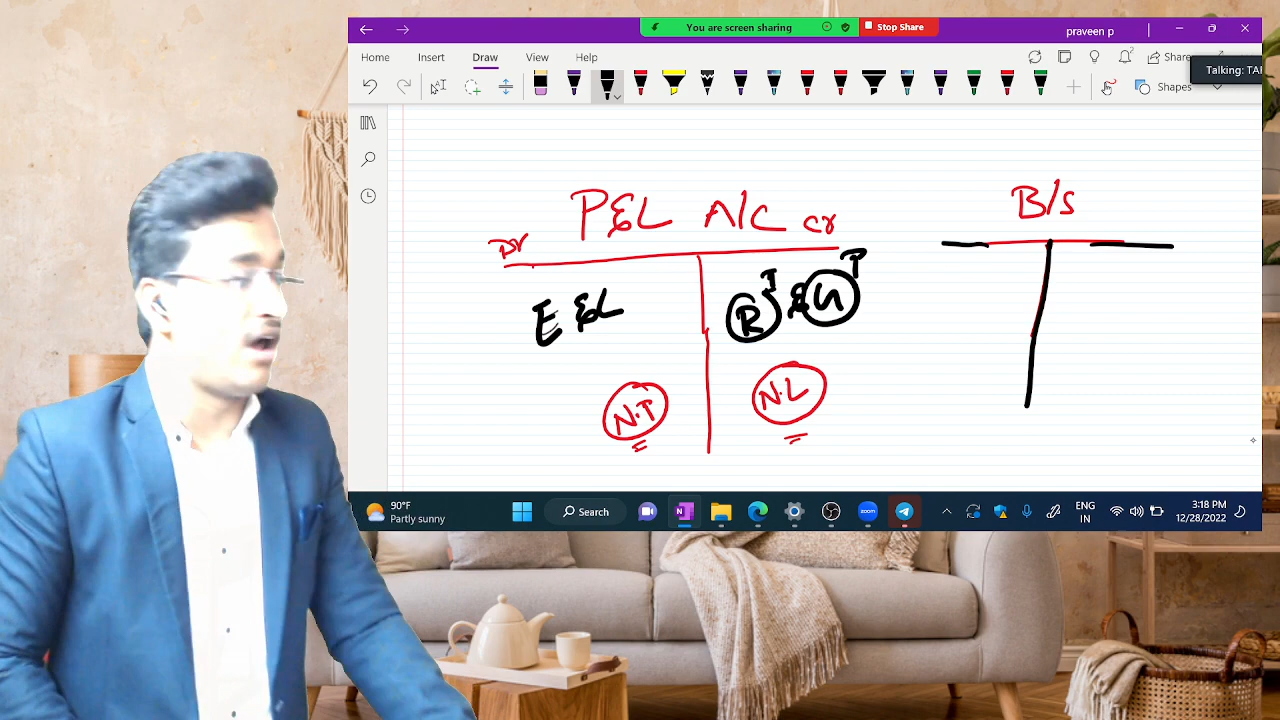 You are screen sharing
Stop Share
praveen p
Home Insert Draw View Help
Share
Talking: TA
Shapes
P&L A/C
Dr
cr
B/S
E &L
R I & G P
N.P
N.L
90°F
Partly sunny
Search
zoom
ENG
IN
3:18 PM
12/28/2022